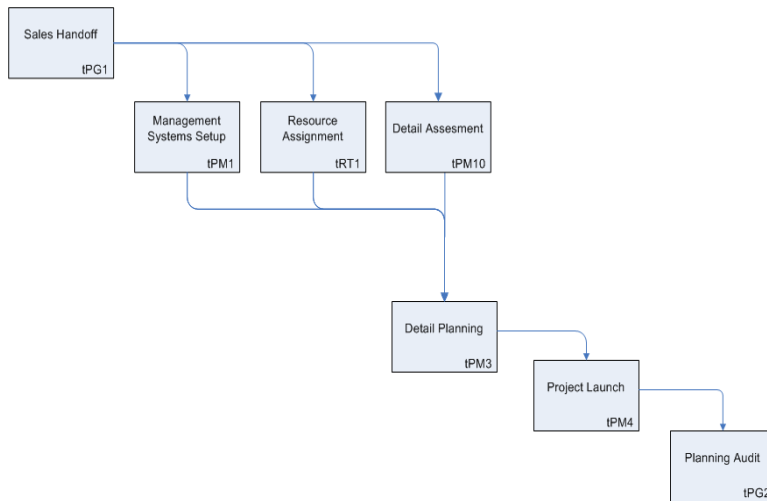 Sales Handoff
tPG1
Management
Systems Setup
tPM1
Resource
Assignment
tRT1
Detail Assesment
tPM10
Detail Planning
tPM3
Project Launch
tPM4
Planning Audit
tPG2